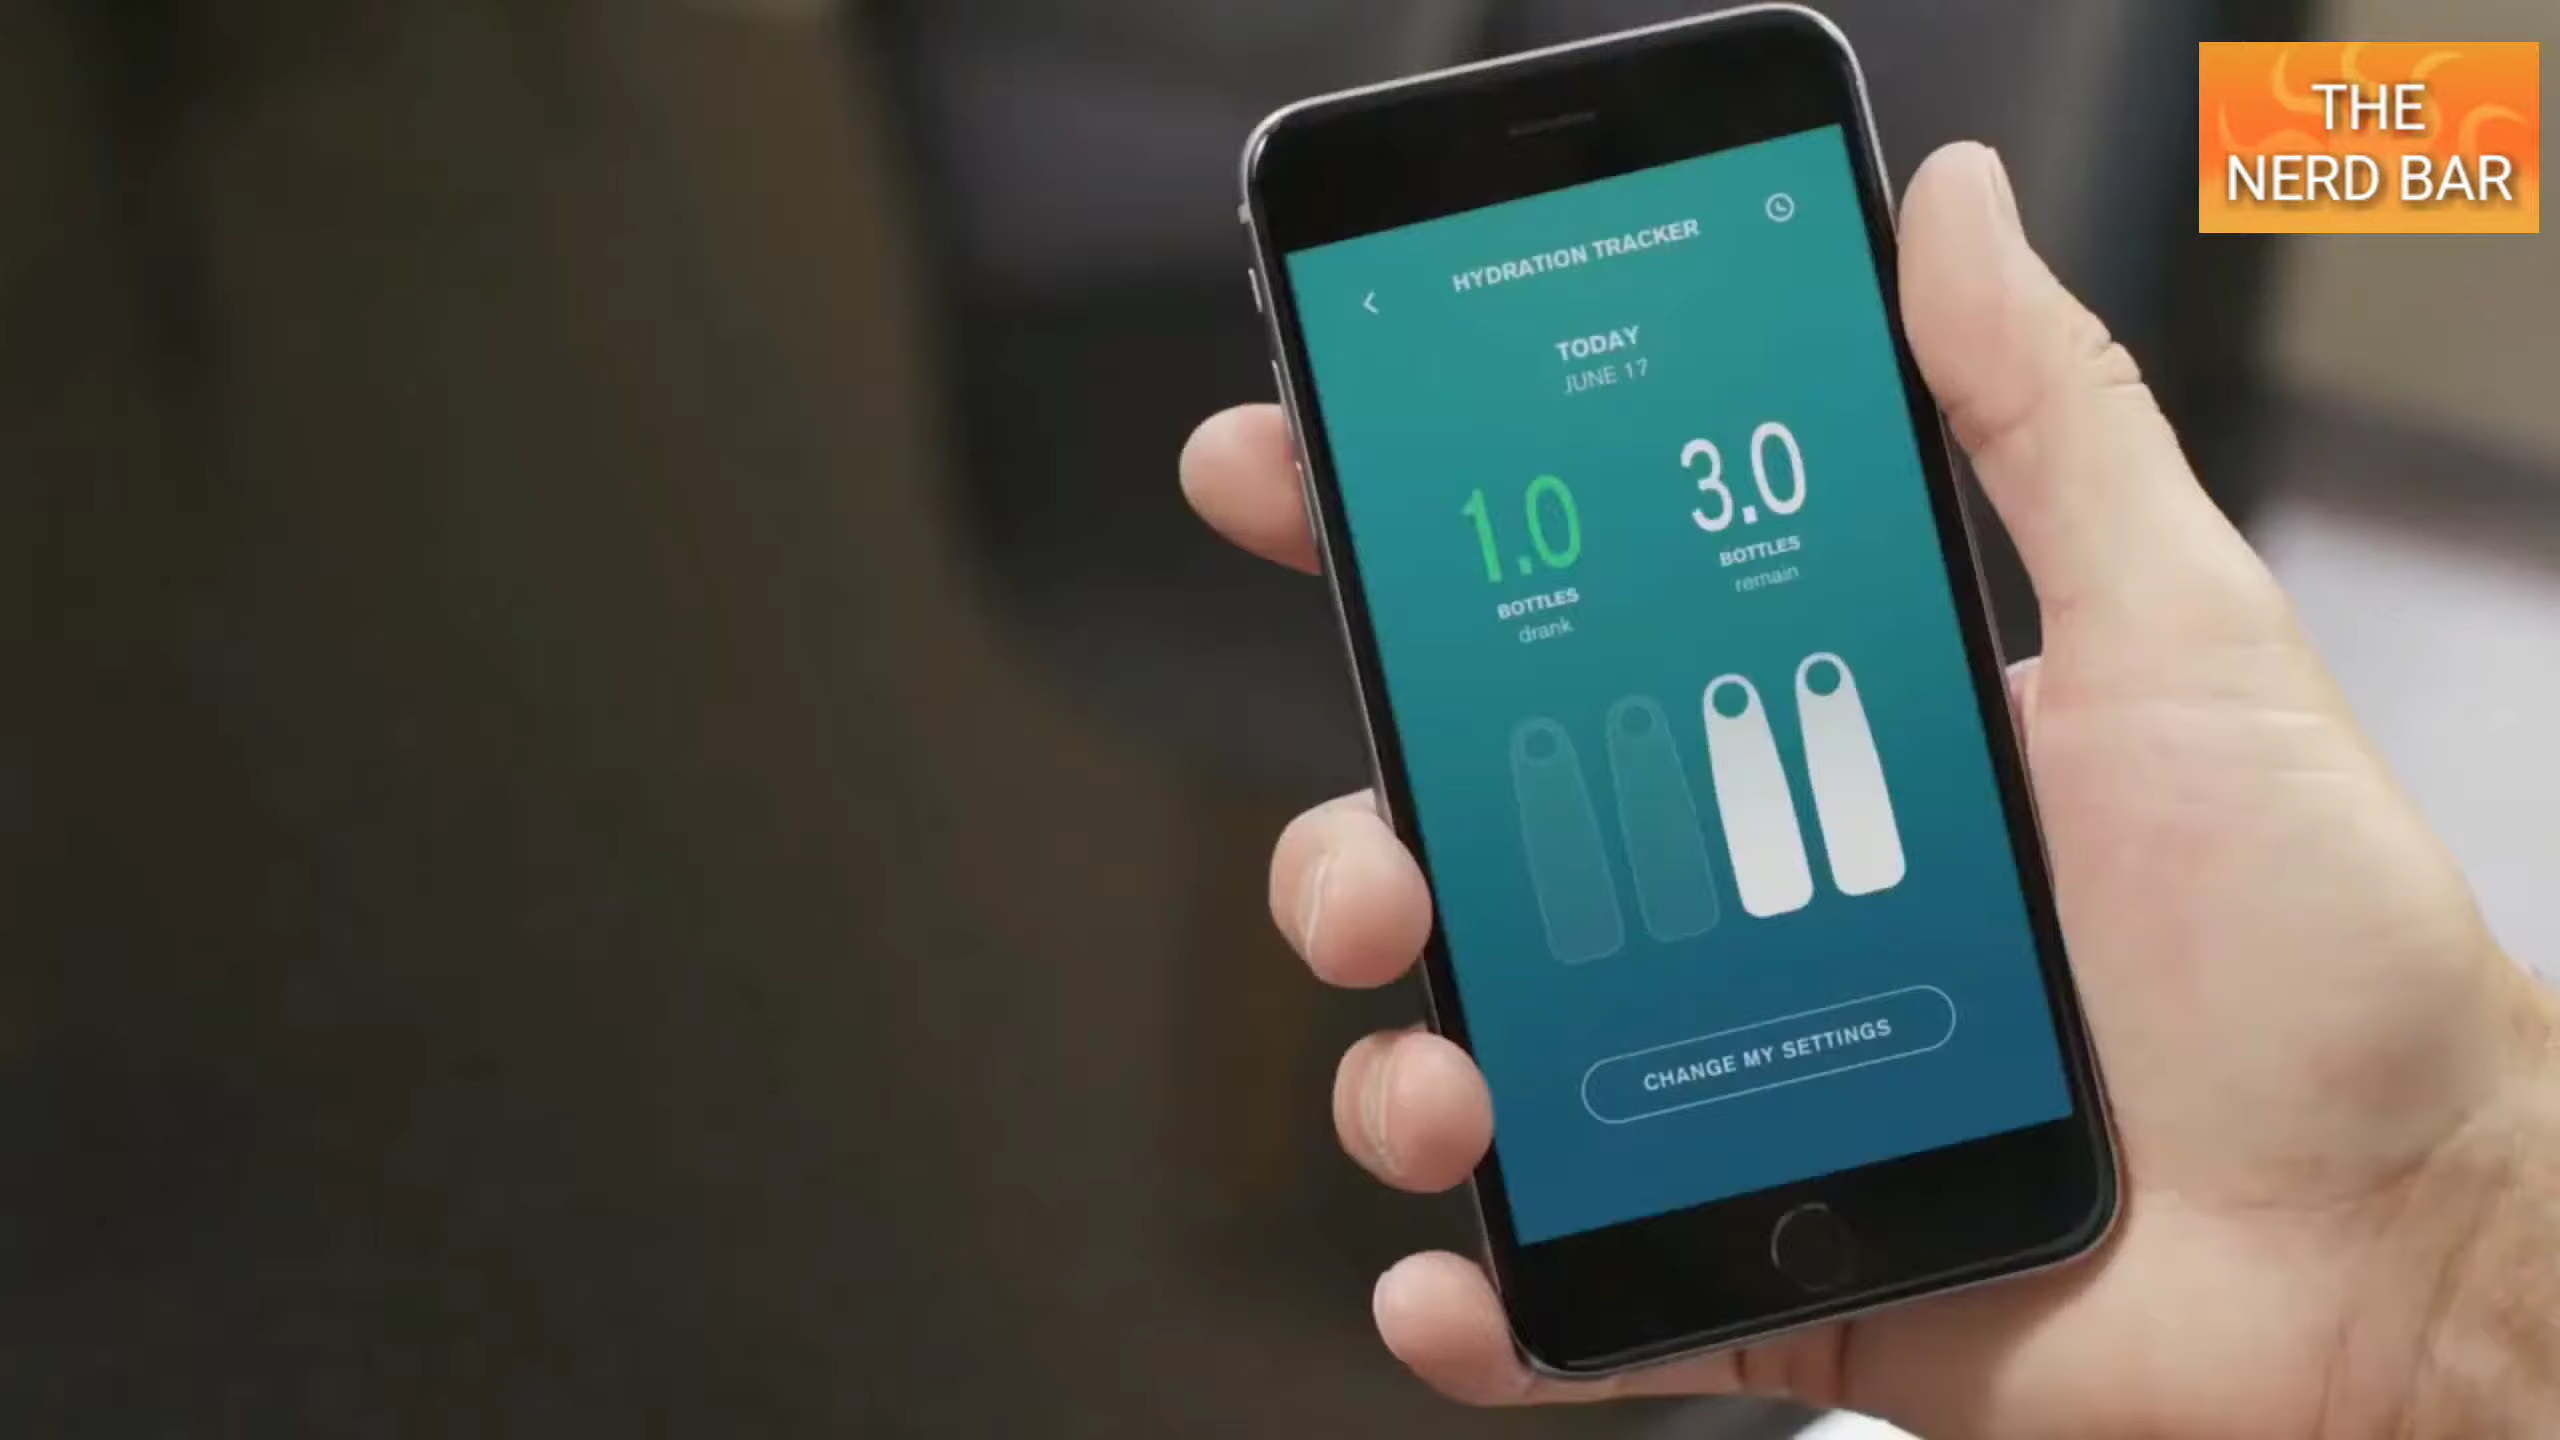 THE
NERD BAR
HYDRATION TRACKER
TODAY
JUNE 17
1.0
BOTTLES
drank
3.0
BOTTLES
remain
CHANGE MY SETTINGS